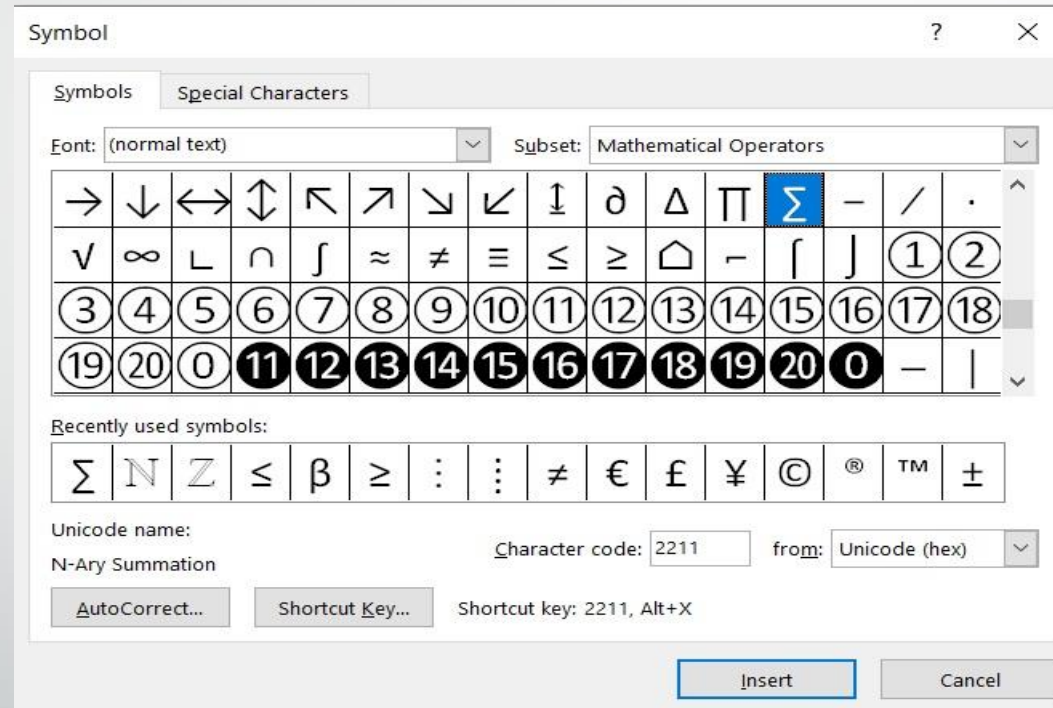 Symbol ? ×
Symbols Special Characters
Font: (normal text) Subset: Mathematical Operators
→ ↓ ↔ ↕ ↖ ↗ ↘ ↙ ↨ ∂ ∆ ∏ ∑ − ∕ ∙
√ ∞ ∟ ∩ ∫ ≈ ≠ ≡ ≤ ≥ ⌂ ⌐ ⌠ ⌡ ① ②
③ ④ ⑤ ⑥ ⑦ ⑧ ⑨ ⑩ ⑪ ⑫ ⑬ ⑭ ⑮ ⑯ ⑰ ⑱
⑲ ⑳ ⓪ ⓫ ⓬ ⓭ ⓮ ⓯ ⓰ ⓱ ⓲ ⓳ ⓴ ⓿ ─ │
Recently used symbols:
∑ ℕ ℤ ≤ β ≥ ⁝ ⁞ ≠ € £ ¥ © ® ™ ±
Unicode name:
N-Ary Summation
Character code: 2211 from: Unicode (hex)
AutoCorrect... Shortcut Key... Shortcut key: 2211, Alt+X
Insert Cancel